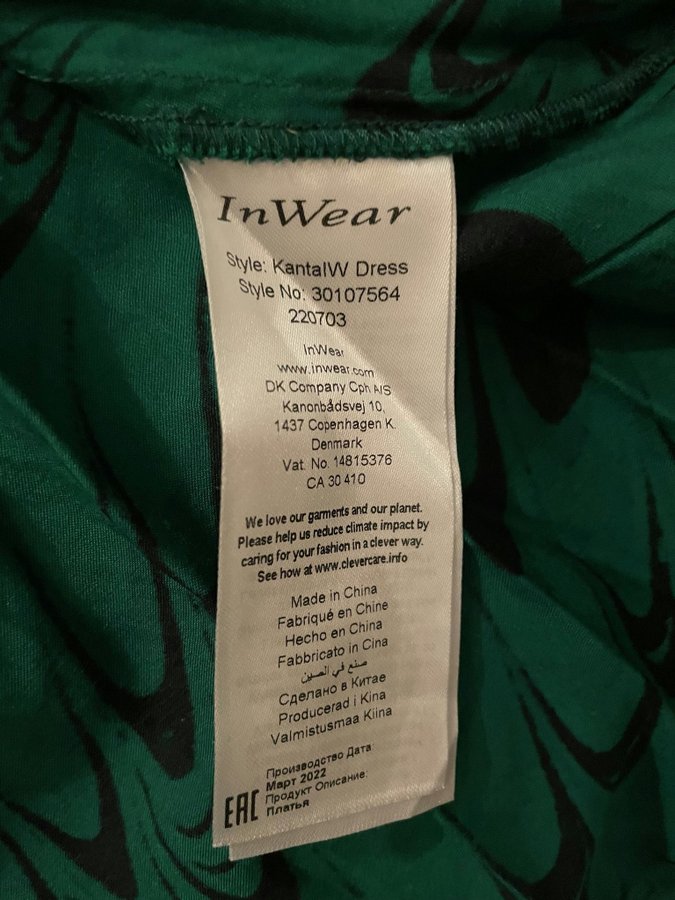 InWear
Style: KantaIW Dress
Style No: 30107564
220703
InWear
www.inwear.com
DK Company Cph A/S
Kanonbådsvej 10,
1437 Copenhagen K.
Denmark
Vat. No. 14815376
CA 30 410
We love our garments and our planet.
Please help us reduce climate impact by
caring for your fashion in a clever way.
See how at www.clevercare.info
Made in China
Fabriqué en Chine
Hecho en China
Fabbricato in Cina
صنع في الصين
Сделано в Китае
Producerad i Kina
Valmistusmaa Kiina
Производство Дата:
Март 2022
Продукт Описание:
Платья
EAC